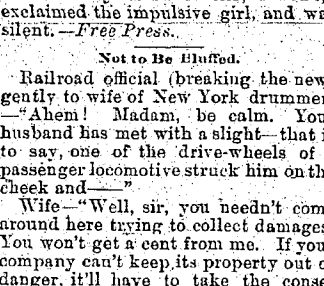 exclaimed the impulsive girl, and
silent.—Free Press.
Not to Be Bluffed.
Railroad official (breaking the new
gently to wife of New York drummer
—"Ahem! Madam, be calm. You
husband has met with a slight—that i
to say, one of the drive-wheels of
passenger locomotive struck him on th
cheek and——"
Wife—"Well, sir, you needn't com
around here trying to collect damages
You won't get a cent from me. If you
company can't keep its property out o
danger, it'll have to take the conse